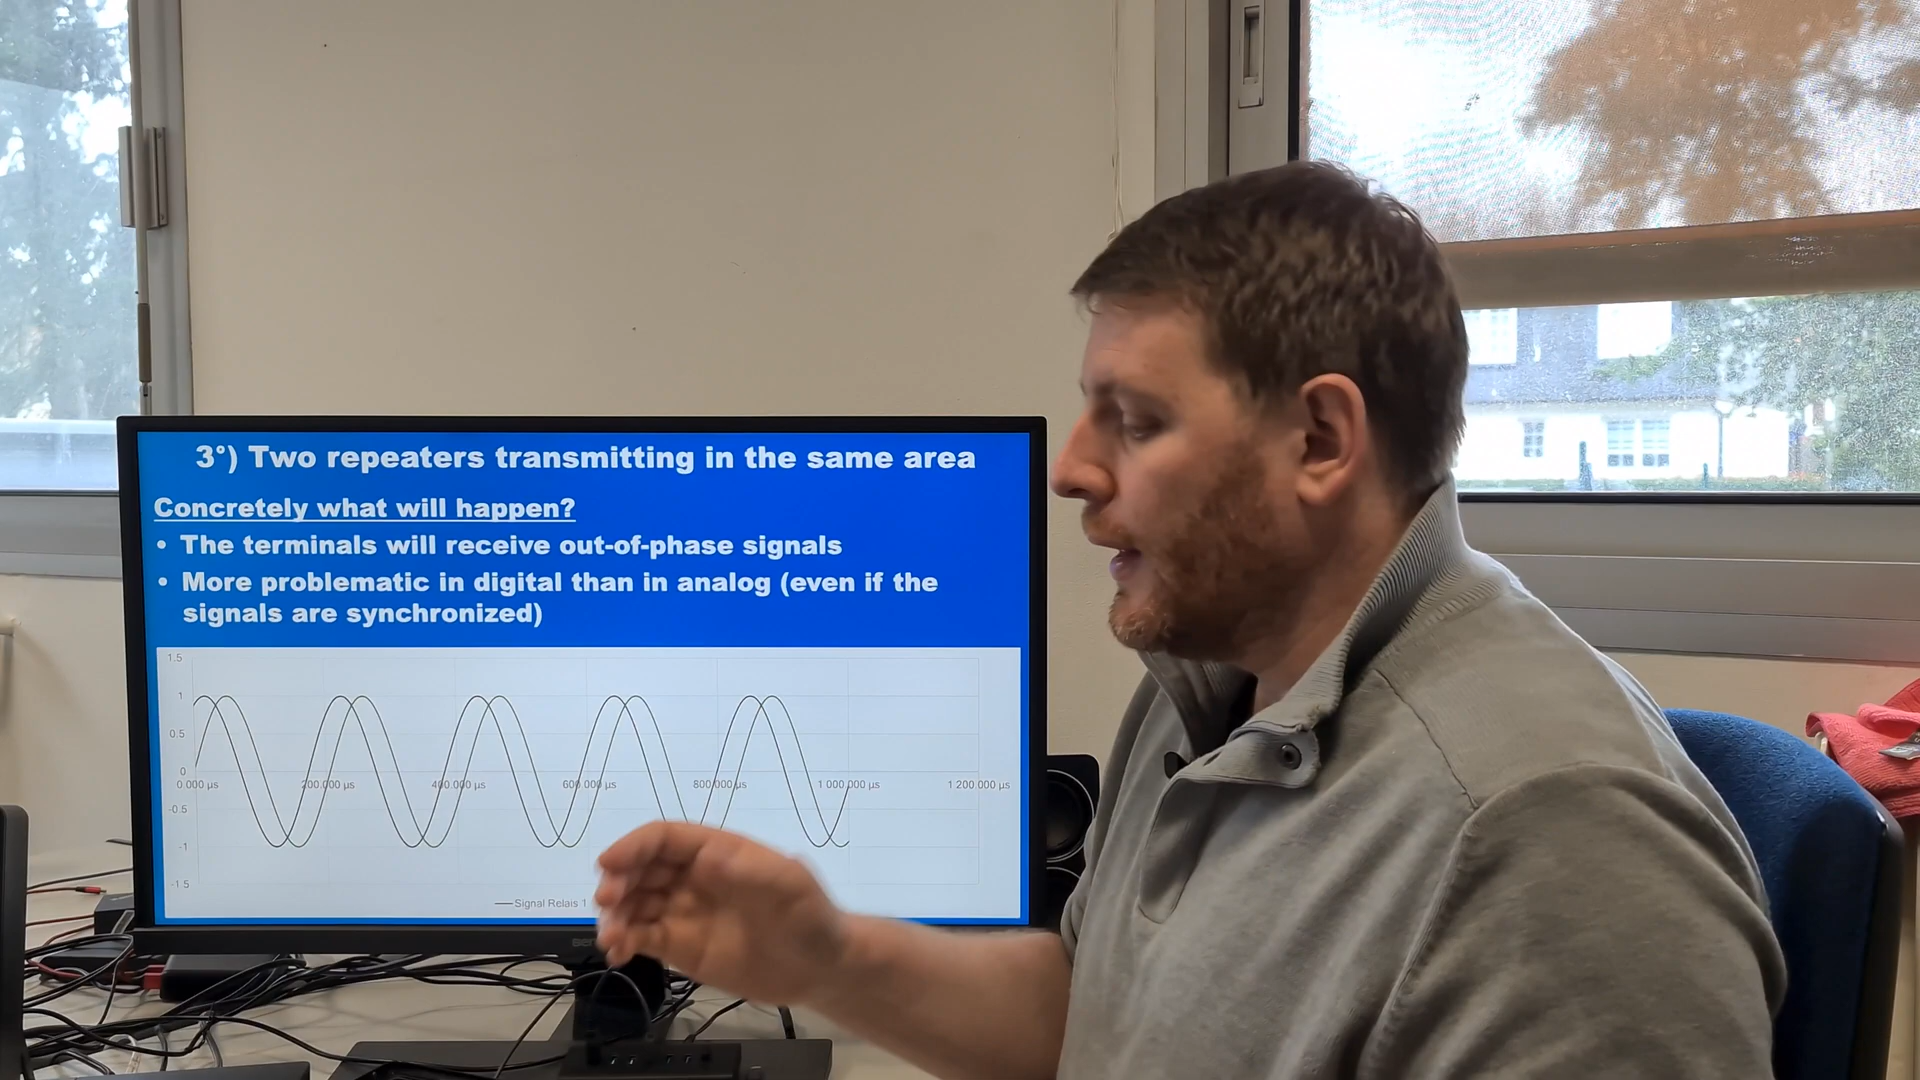 3°) Two repeaters transmitting in the same area
Concretely what will happen?
• The terminals will receive out-of-phase signals
• More problematic in digital than in analog (even if the
signals are synchronized)
1.5
1
0.5
0
0 000 µs 200 000 µs 400 000 µs 600 000 µs 800 000 µs 1 000 000 µs 1 200 000 µs
-0.5
-1
-1.5
Signal Relais 1